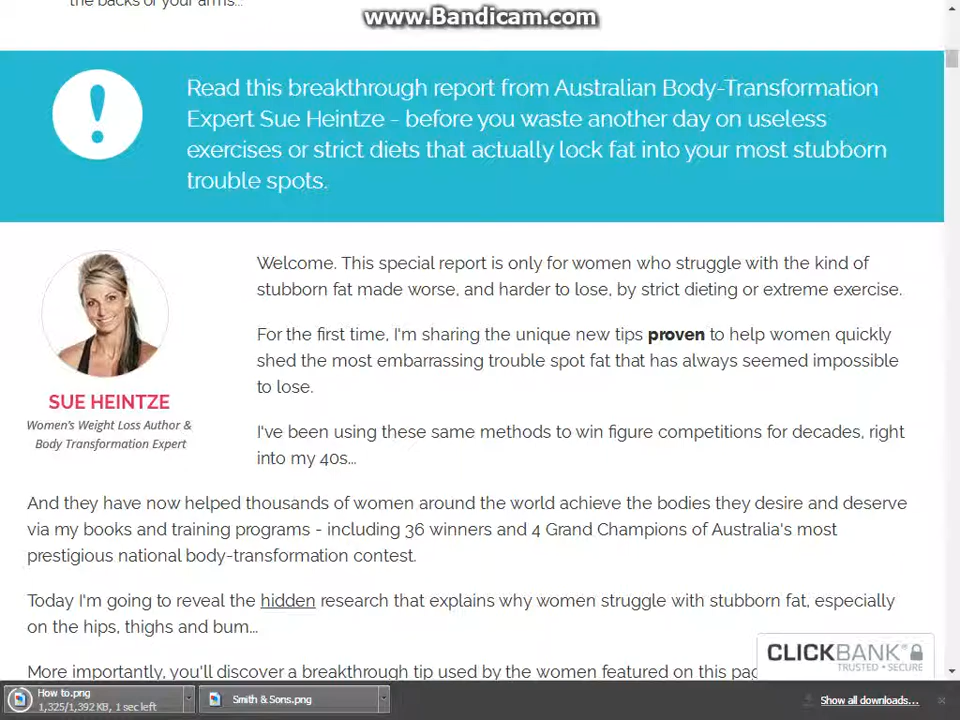 the backs of your arms...
www.Bandicam.com
Read this breakthrough report from Australian Body-Transformation
Expert Sue Heintze - before you waste another day on useless
exercises or strict diets that actually lock fat into your most stubborn
trouble spots.
Welcome. This special report is only for women who struggle with the kind of
stubborn fat made worse, and harder to lose, by strict dieting or extreme exercise.
For the first time, I'm sharing the unique new tips proven to help women quickly
shed the most embarrassing trouble spot fat that has always seemed impossible
to lose.
SUE HEINTZE
Women's Weight Loss Author &
Body Transformation Expert
I've been using these same methods to win figure competitions for decades, right
into my 40s...
And they have now helped thousands of women around the world achieve the bodies they desire and deserve
via my books and training programs - including 36 winners and 4 Grand Champions of Australia's most
prestigious national body-transformation contest.
Today I'm going to reveal the hidden research that explains why women struggle with stubborn fat, especially
on the hips, thighs and bum...
More importantly, you'll discover a breakthrough tip used by the women featured on this
CLICKBANK
TRUSTED • SECURE
How to.png
1,325/1,392 KB, 1 sec left
Smith & Sons.png
Show all downloads...